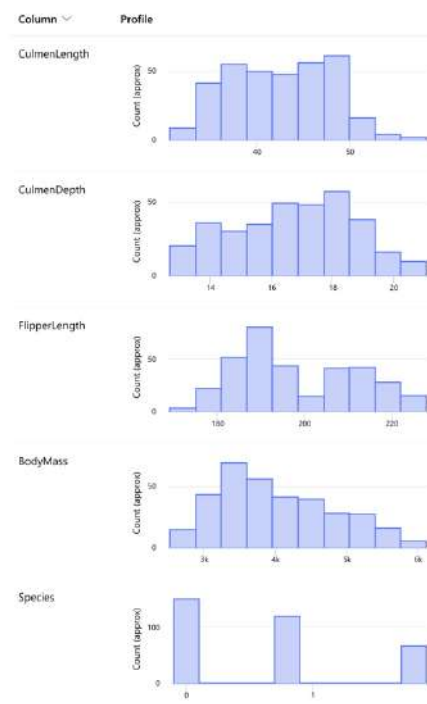 Column Profile
CulmenLength
Count (approx)
50
0
40 50
CulmenDepth
Count (approx)
50
0
14 16 18 20
FlipperLength
Count (approx)
50
0
180 200 220
BodyMass
Count (approx)
50
0
3k 4k 5k 6k
Species
Count (approx)
100
0
0 1